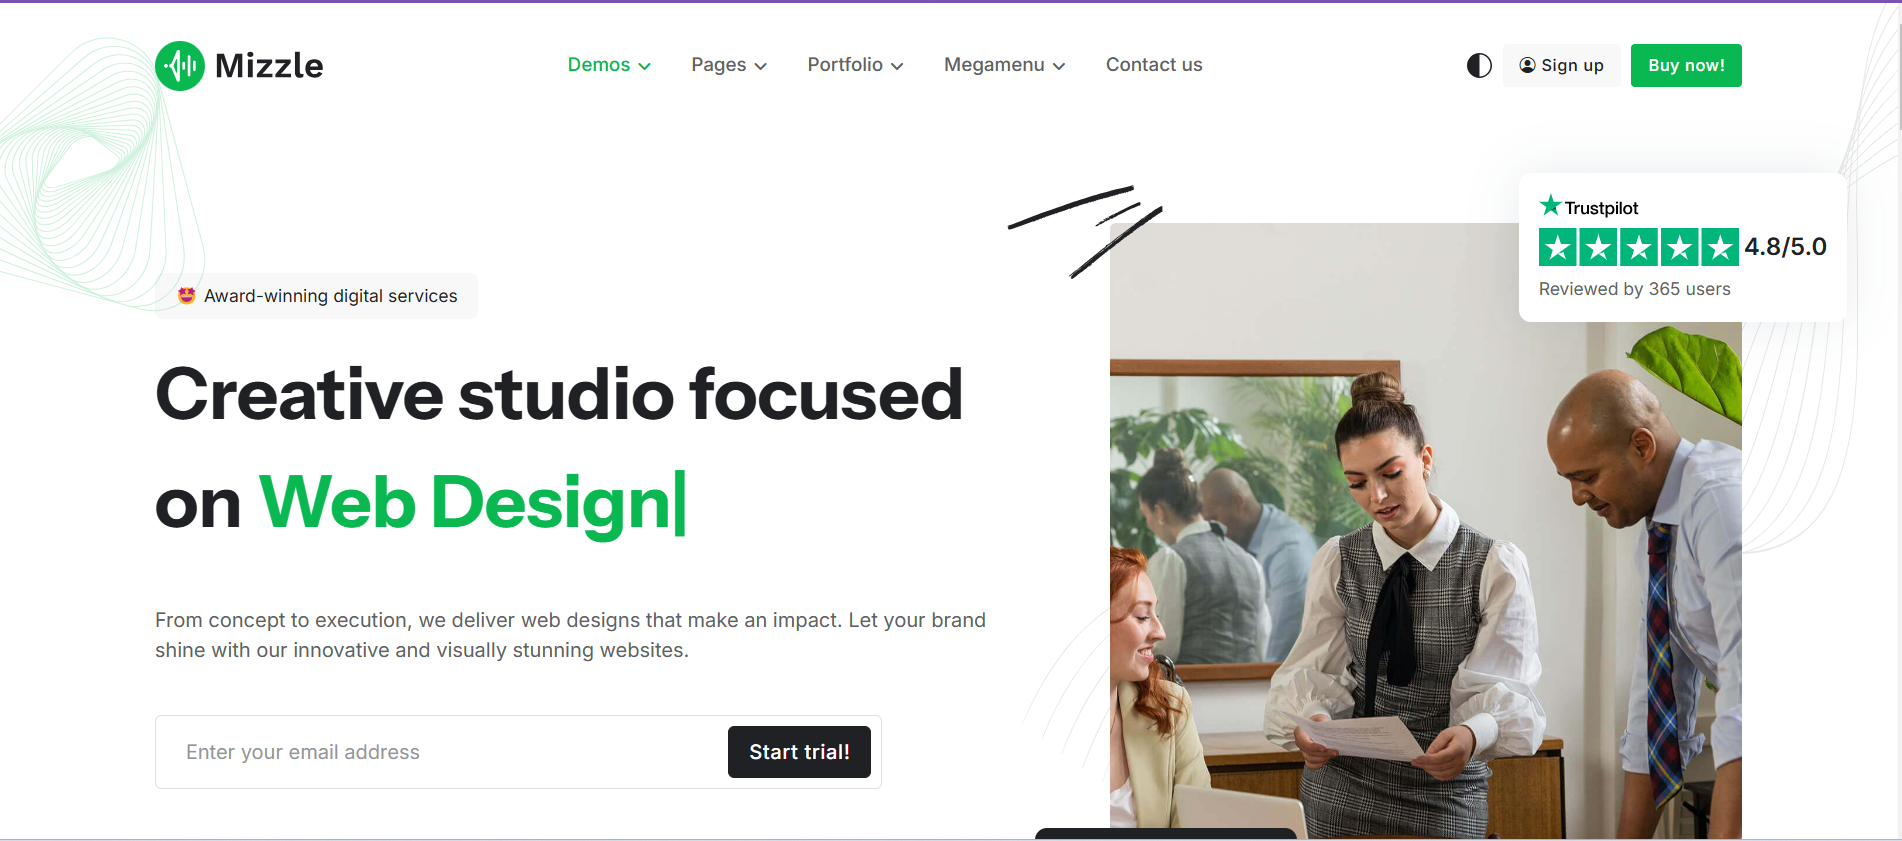 Mizzle
Demos
Pages
Portfolio
Megamenu
Contact us
Sign up
Buy now!
Trustpilot
4.8/5.0
Reviewed by 365 users
🤩 Award-winning digital services
Creative studio focused
on Web Design|
From concept to execution, we deliver web designs that make an impact. Let your brand
shine with our innovative and visually stunning websites.
Enter your email address
Start trial!